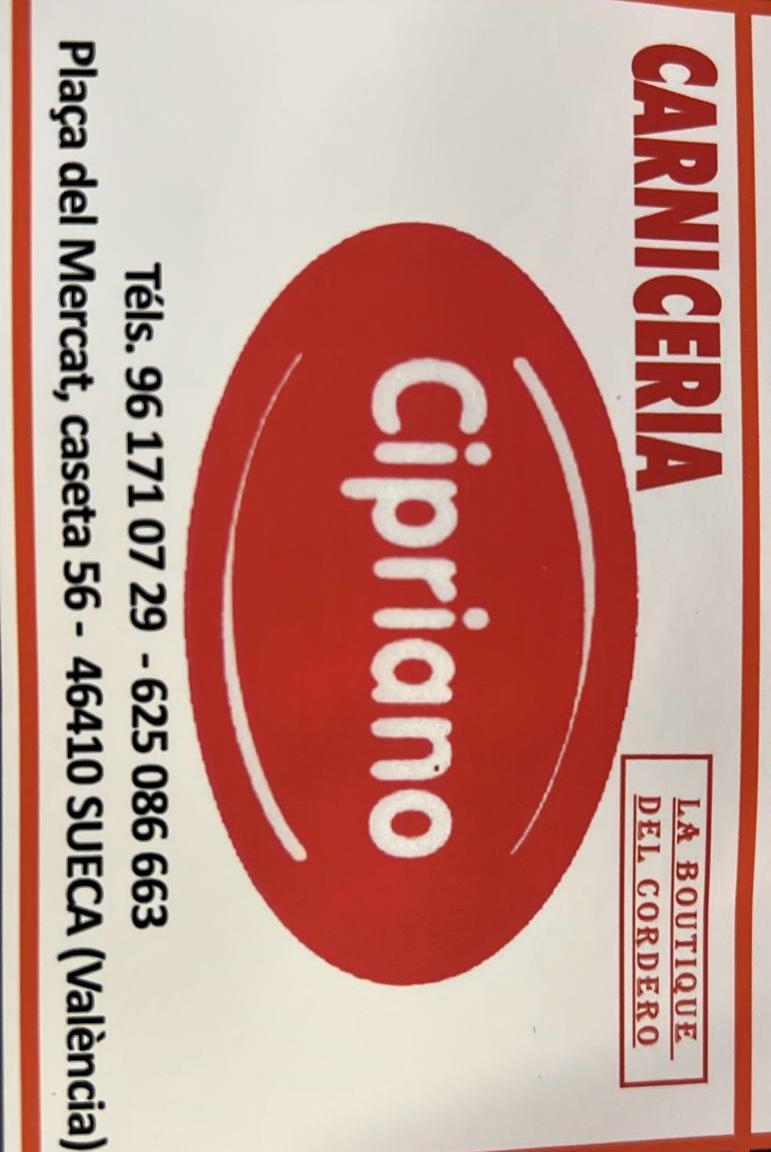 CARNICERIA
LA BOUTIQUE
DEL CORDERO
Cipriano
Téls. 96 171 07 29 - 625 086 663
Plaça del Mercat, caseta 56 - 46410 SUECA (València)